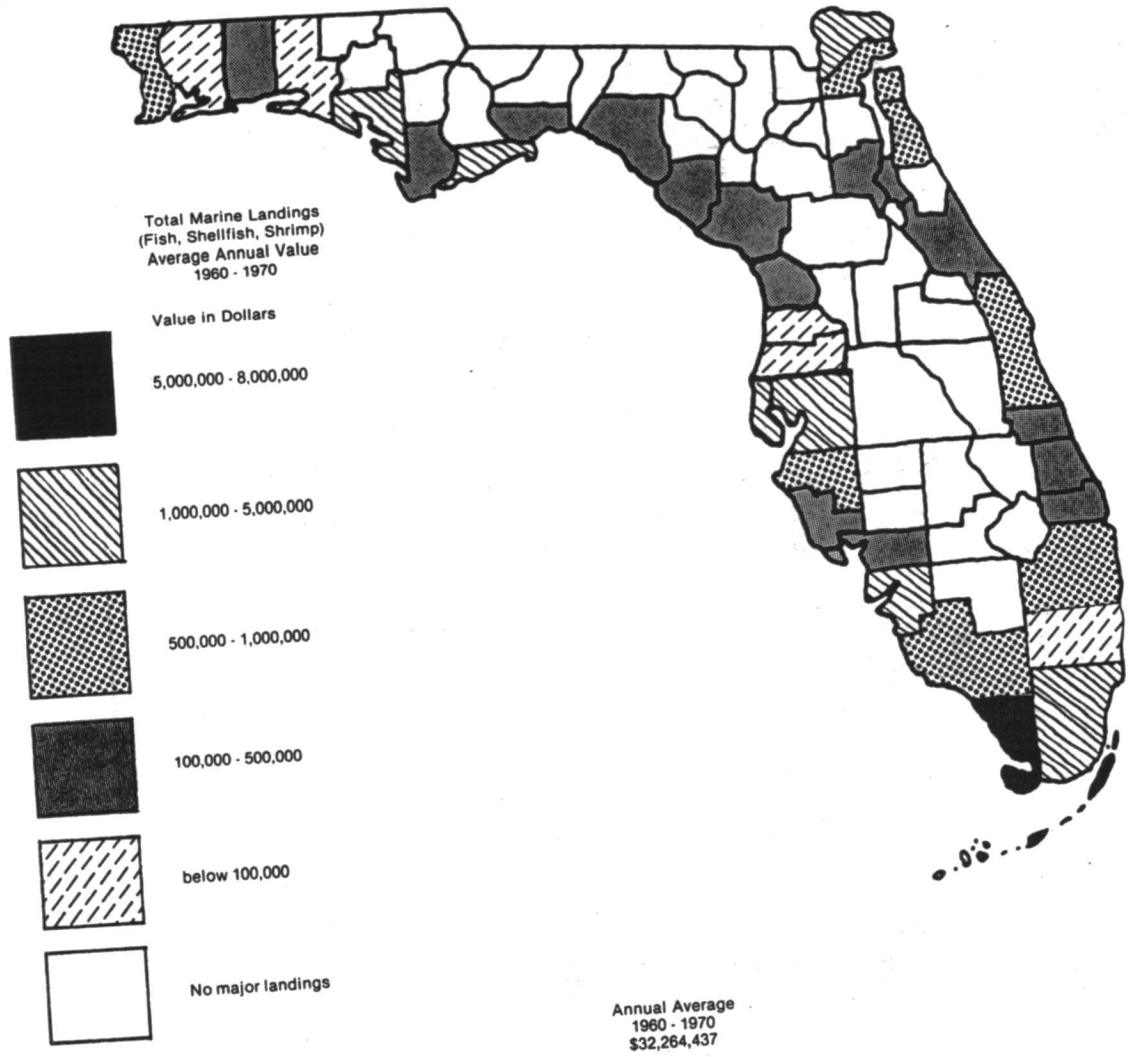 Total Marine Landings
(Fish, Shellfish, Shrimp)
Average Annual Value
1960 - 1970
Value in Dollars
5,000,000 - 8,000,000
1,000,000 - 5,000,000
500,000 - 1,000,000
100,000 - 500,000
below 100,000
No major landings
Annual Average
1960 - 1970
$32,264,437